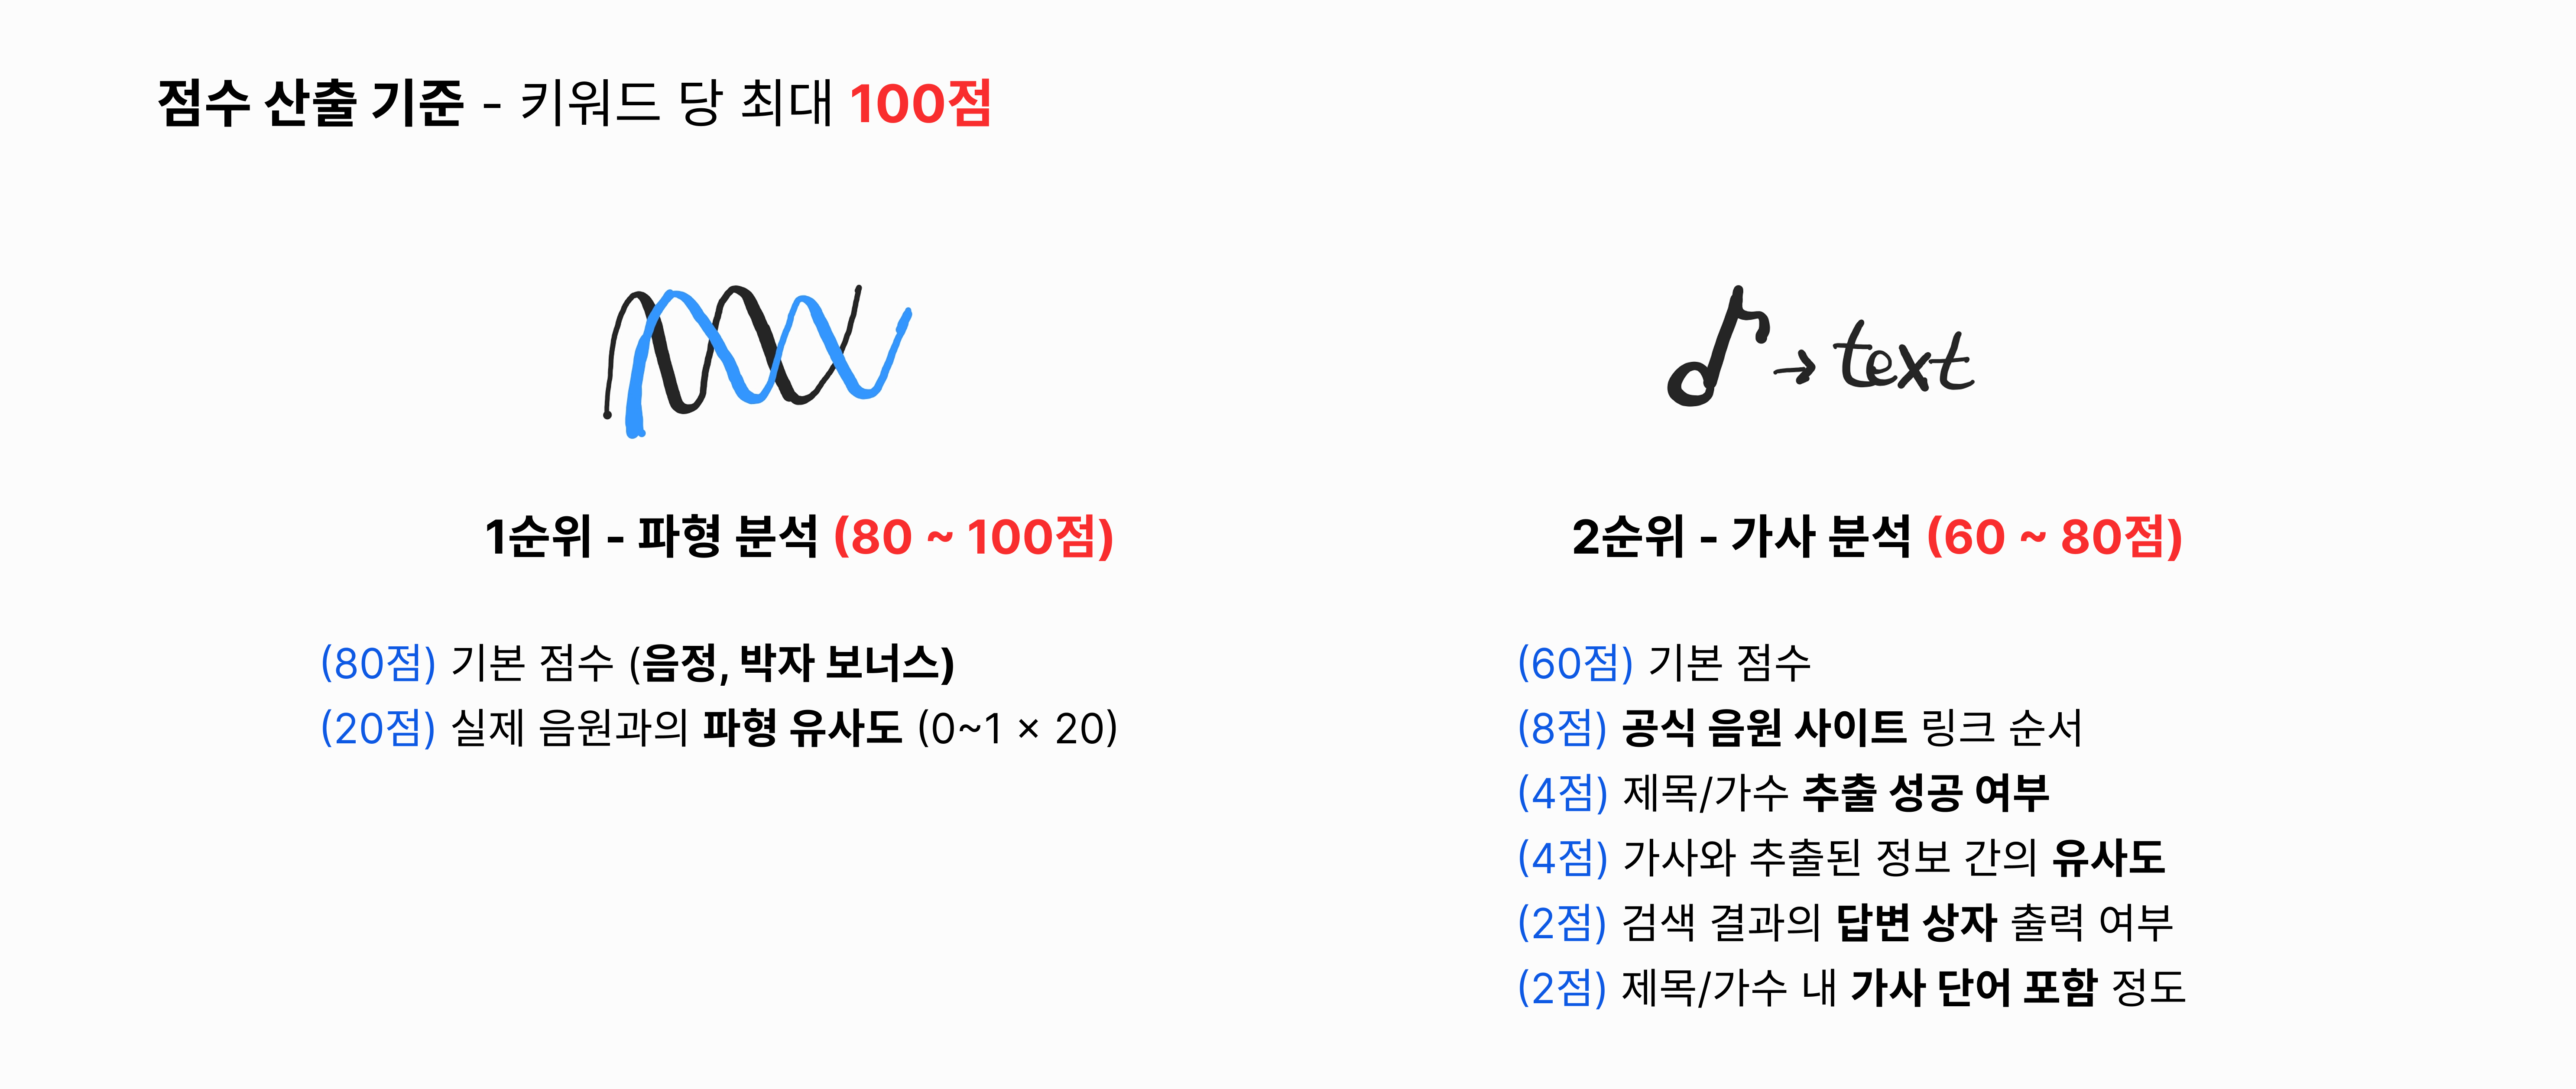 점수 산출 기준 - 키워드 당 최대 100점
text
1순위 - 파형 분석 (80 ~ 100점)
(80점) 기본 점수 (음정, 박자 보너스)
(20점) 실제 음원과의 파형 유사도 (0~1 × 20)
2순위 - 가사 분석 (60 ~ 80점)
(60점) 기본 점수
(8점) 공식 음원 사이트 링크 순서
(4점) 제목/가수 추출 성공 여부
(4점) 가사와 추출된 정보 간의 유사도
(2점) 검색 결과의 답변 상자 출력 여부
(2점) 제목/가수 내 가사 단어 포함 정도